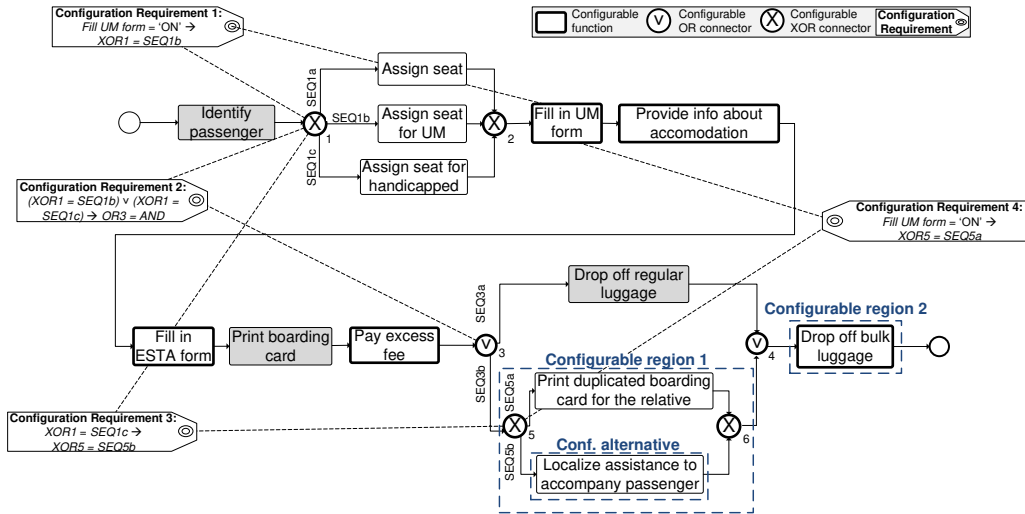 Configuration Requirement 1:
Fill UM form = ‘ON’ →
XOR1 = SEQ1b
Configurable
function
V
Configurable
OR connector
X
Configurable
XOR connector
Configuration
Requirement
Identify
passenger
X
1
SEQ1a
SEQ1b
SEQ1c
Assign seat
Assign seat
for UM
Assign seat for
handicapped
X
2
Fill in UM
form
Provide info about
accomodation
Configuration Requirement 2:
(XOR1 = SEQ1b) v (XOR1 =
SEQ1c) → OR3 = AND
Configuration Requirement 4:
Fill UM form = ‘ON’ →
XOR5 = SEQ5a
Fill in
ESTA form
Print boarding
card
Pay excess
fee
V
3
SEQ3a
SEQ3b
Drop off regular
luggage
V
4
Configurable region 2
Drop off bulk
luggage
Configurable region 1
X
5
SEQ5a
SEQ5b
Print duplicated boarding
card for the relative
X
6
Conf. alternative
Localize assistance to
accompany passenger
Configuration Requirement 3:
XOR1 = SEQ1c →
XOR5 = SEQ5b